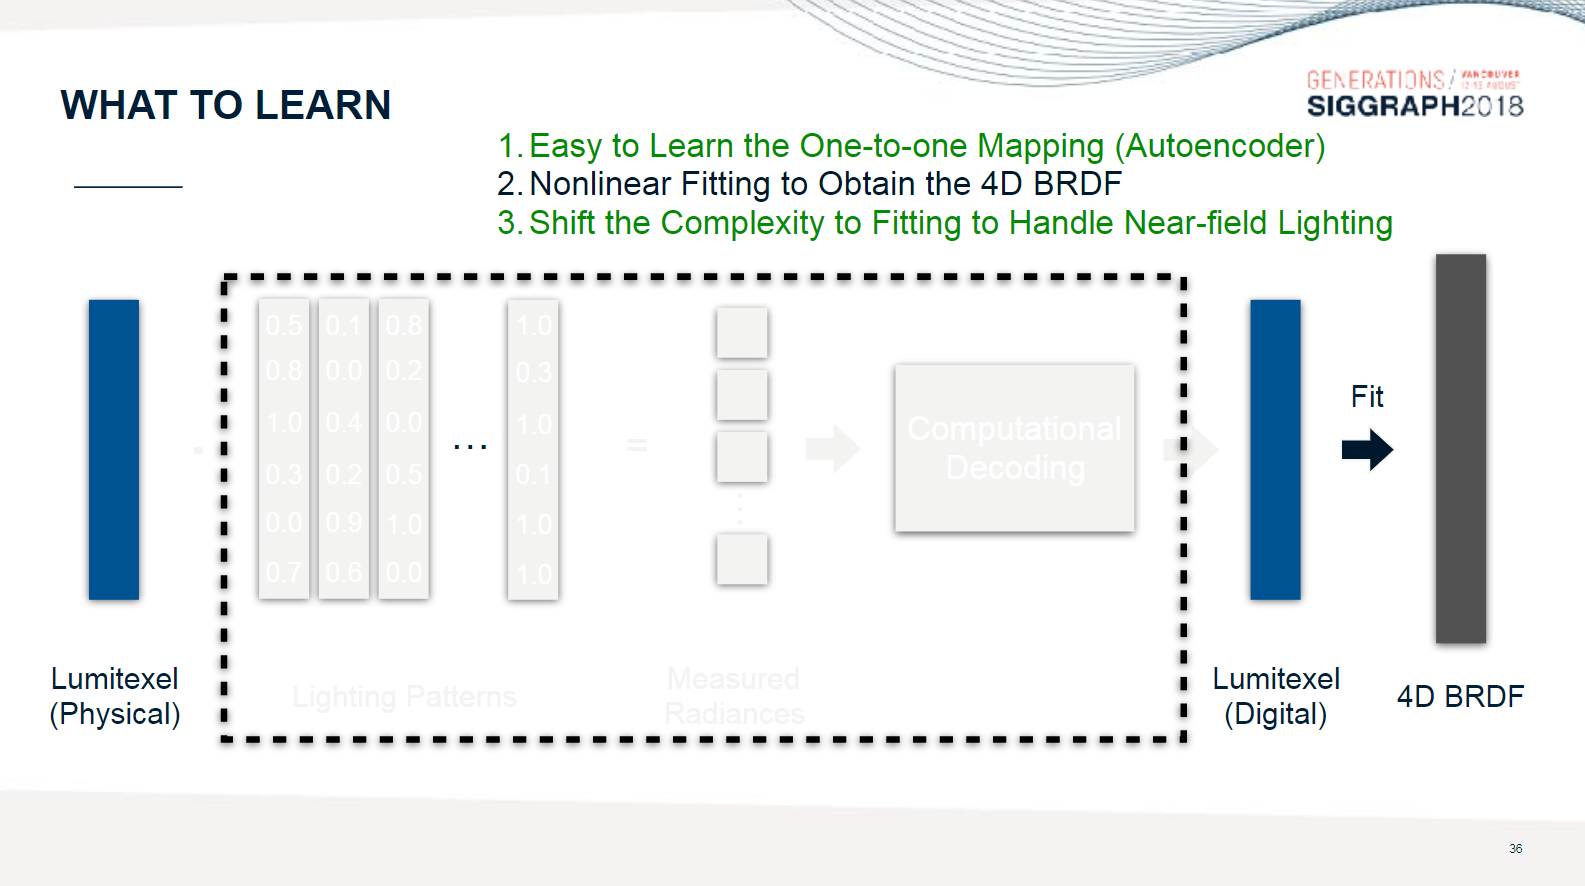 WHAT TO LEARN
GENERATIONS / VANCOUVER
12-16 AUGUST
SIGGRAPH2018
1. Easy to Learn the One-to-one Mapping (Autoencoder)
2. Nonlinear Fitting to Obtain the 4D BRDF
3. Shift the Complexity to Fitting to Handle Near-field Lighting
0.5 0.1 0.8 1.0
0.8 0.0 0.2 0.3
1.0 0.4 0.0 1.0
0.3 0.2 0.5 0.1
0.0 0.9 1.0 1.0
0.7 0.6 0.0 1.0
· ... =
⋮
Computational
Decoding
Fit
Lumitexel
(Physical)
Lighting Patterns
Measured
Radiances
Lumitexel
(Digital)
4D BRDF
36